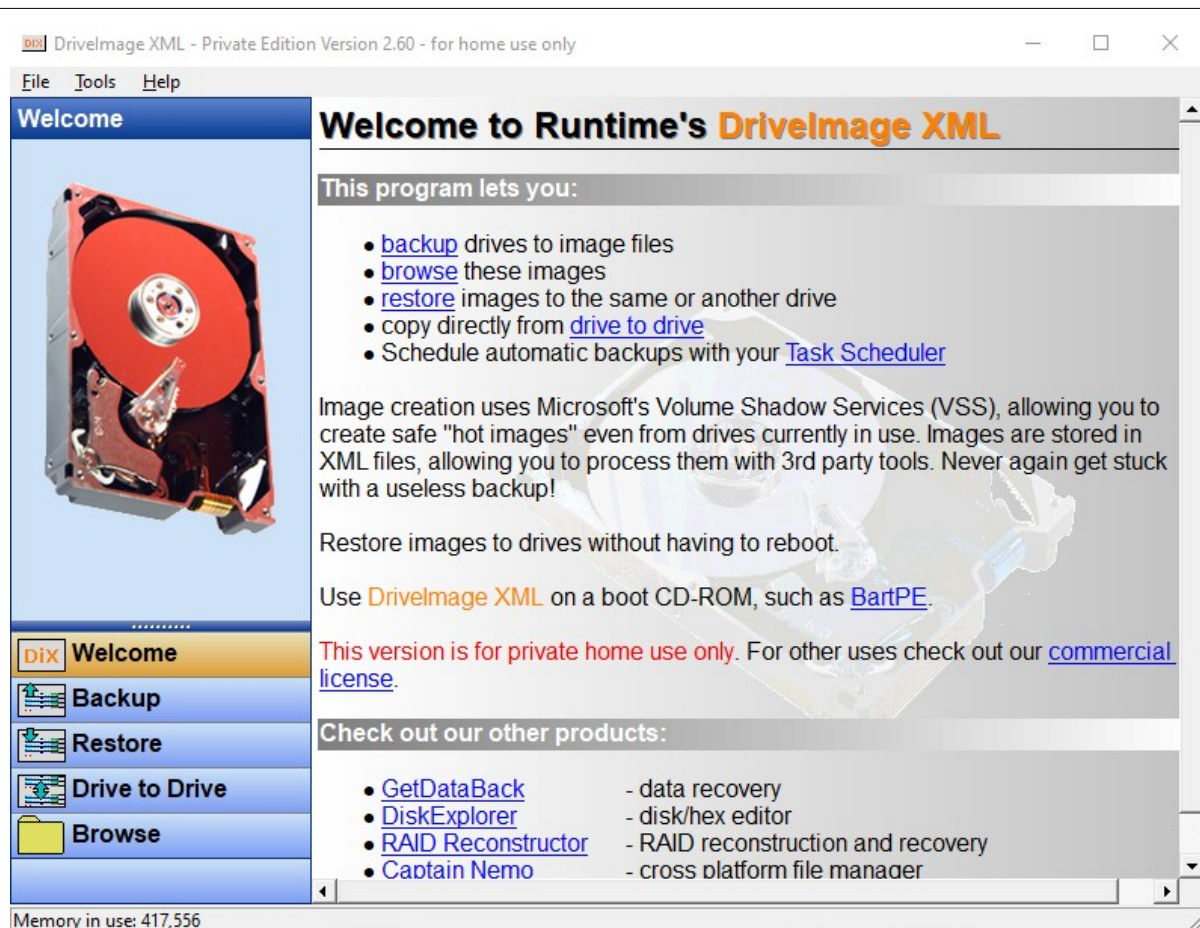 DIX DriveImage XML - Private Edition Version 2.60 - for home use only
File Tools Help
Welcome
Welcome to Runtime's DriveImage XML
This program lets you:
• backup drives to image files
• browse these images
• restore images to the same or another drive
• copy directly from drive to drive
• Schedule automatic backups with your Task Scheduler
Image creation uses Microsoft's Volume Shadow Services (VSS), allowing you to
create safe "hot images" even from drives currently in use. Images are stored in
XML files, allowing you to process them with 3rd party tools. Never again get stuck
with a useless backup!
Restore images to drives without having to reboot.
Use DriveImage XML on a boot CD-ROM, such as BartPE.
This version is for private home use only. For other uses check out our commercial
license.
Check out our other products:
• GetDataBack - data recovery
• DiskExplorer - disk/hex editor
• RAID Reconstructor - RAID reconstruction and recovery
• Captain Nemo - cross platform file manager
DiX Welcome
Backup
Restore
Drive to Drive
Browse
Memory in use: 417,556